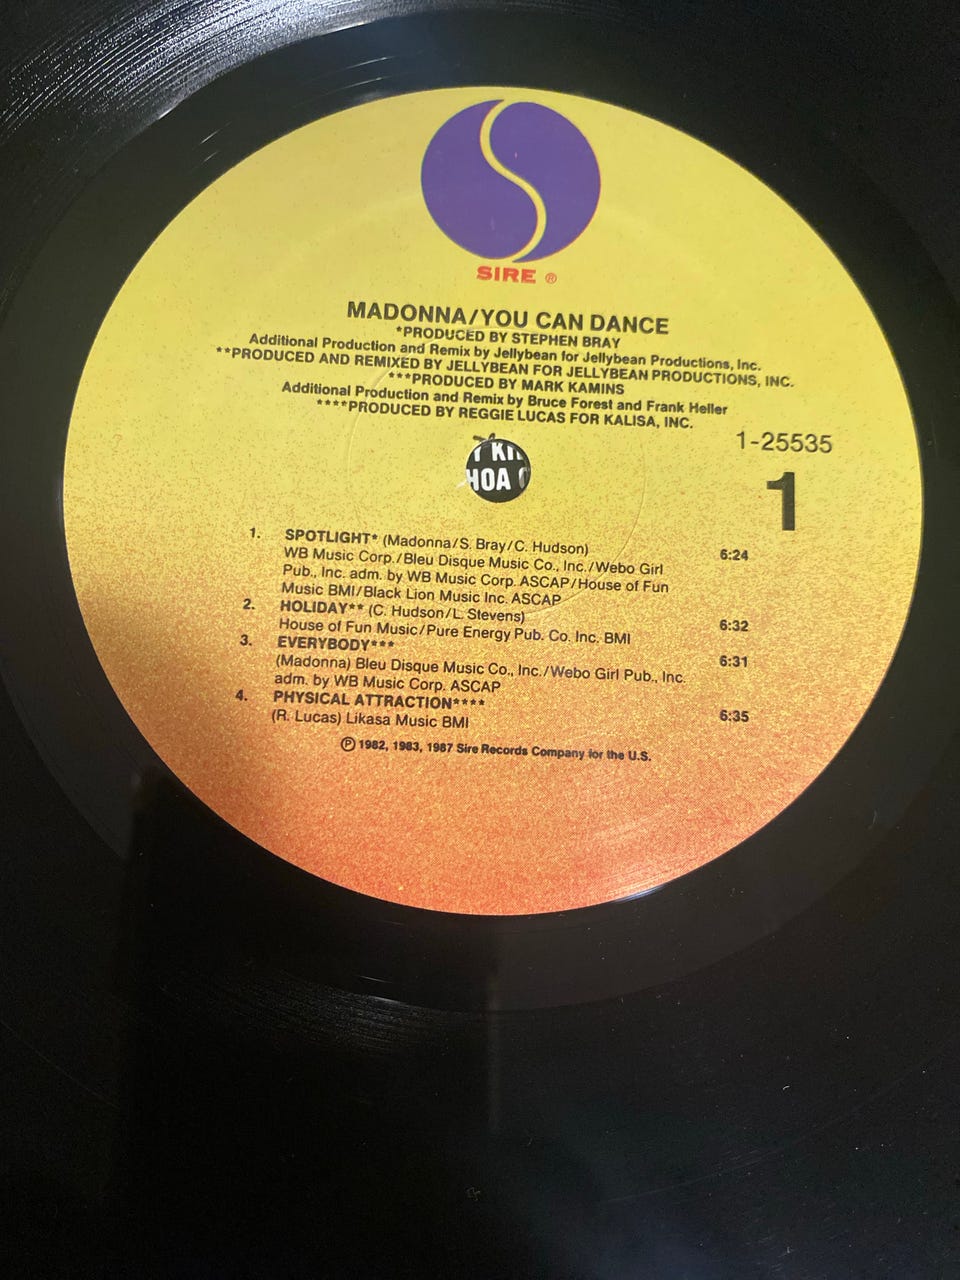 SIRE ®
MADONNA/YOU CAN DANCE
*PRODUCED BY STEPHEN BRAY
Additional Production and Remix by Jellybean for Jellybean Productions, Inc.
**PRODUCED AND REMIXED BY JELLYBEAN FOR JELLYBEAN PRODUCTIONS, INC.
***PRODUCED BY MARK KAMINS
Additional Production and Remix by Bruce Forest and Frank Heller
****PRODUCED BY REGGIE LUCAS FOR KALISA, INC.
1-25535
1
HOA
1. SPOTLIGHT* (Madonna/S. Bray/C. Hudson) 6:24
WB Music Corp./Bleu Disque Music Co., Inc./Webo Girl
Pub., Inc. adm. by WB Music Corp. ASCAP/House of Fun
Music BMI/Black Lion Music Inc. ASCAP
2. HOLIDAY** (C. Hudson/L. Stevens) 6:32
House of Fun Music/Pure Energy Pub. Co. Inc. BMI
3. EVERYBODY*** 6:31
(Madonna) Bleu Disque Music Co., Inc./Webo Girl Pub., Inc.
adm. by WB Music Corp. ASCAP
4. PHYSICAL ATTRACTION**** 6:35
(R. Lucas) Likasa Music BMI
℗ 1982, 1983, 1987 Sire Records Company for the U.S.